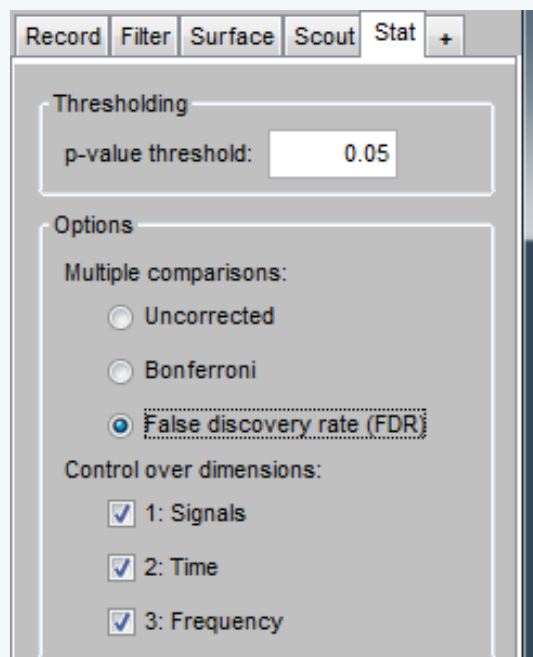 Record Filter Surface Scout Stat +
Thresholding
p-value threshold: 0.05
Options
Multiple comparisons:
Uncorrected
Bonferroni
False discovery rate (FDR)
Control over dimensions:
1: Signals
2: Time
3: Frequency